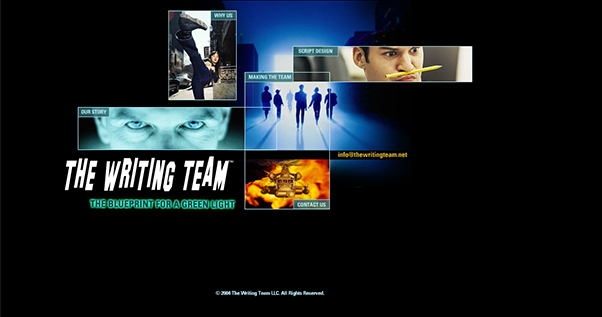 WHY US
SCRIPT DESIGN
MAKING THE TEAM
OUR STORY
info@thewritingteam.net
THE WRITING TEAM™
THE BLUEPRINT FOR A GREEN LIGHT
CONTACT US
© 2004 The Writing Team LLC. All Rights Reserved.